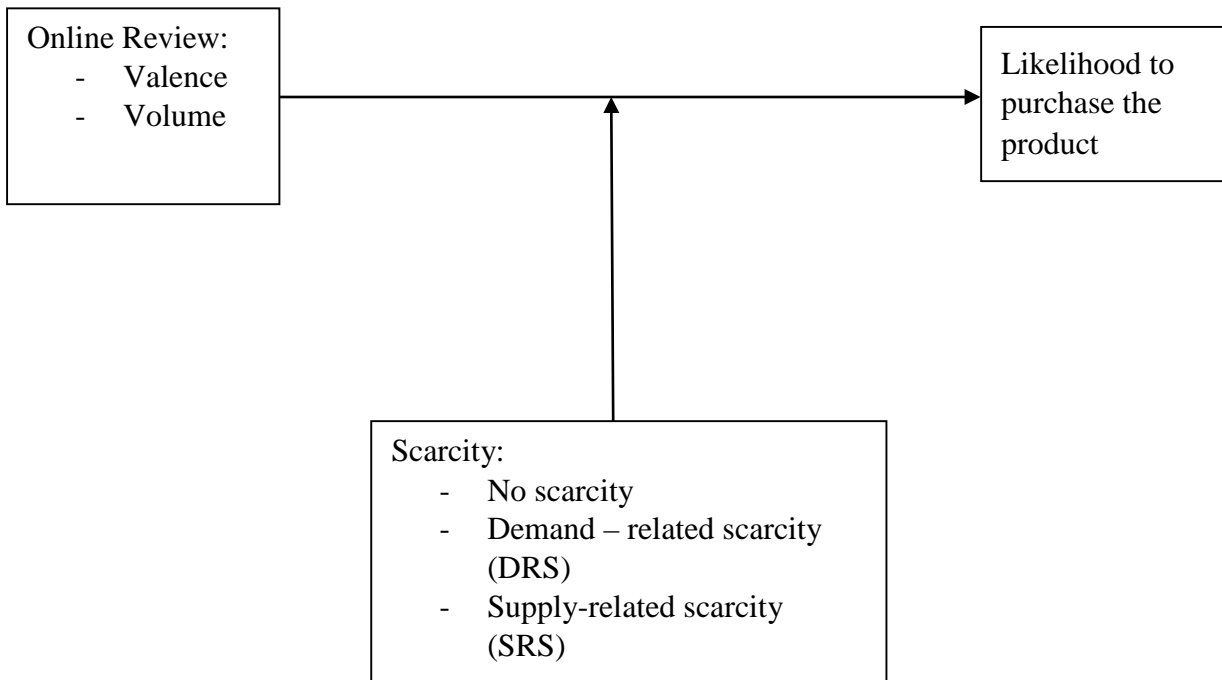 Online Review:
- Valence
- Volume
Likelihood to
purchase the
product
Scarcity:
- No scarcity
- Demand – related scarcity
(DRS)
- Supply-related scarcity
(SRS)